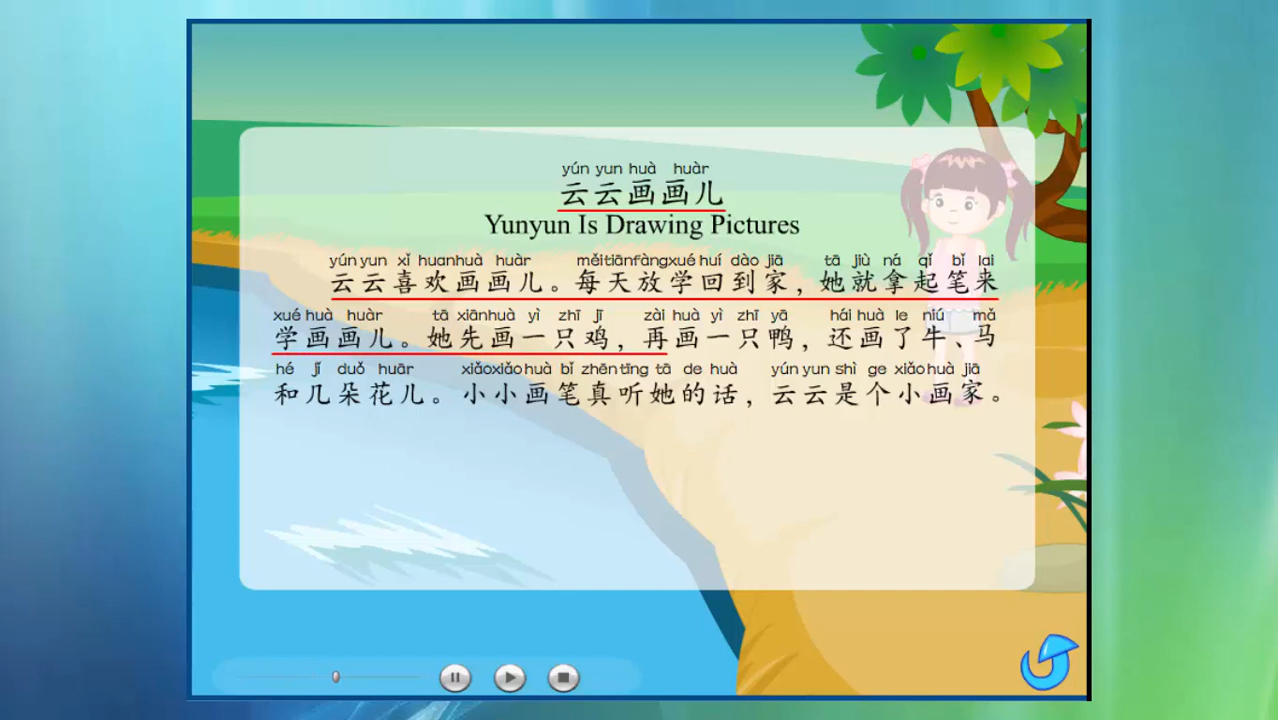 yún yun huà huàr
云云画画儿
Yunyun Is Drawing Pictures
yún yun xǐ huan huà huàr měi tiān fàng xué huí dào jiā tā jiù ná qǐ bǐ lai
云云喜欢画画儿。每天放学回到家，她就拿起笔来
xué huà huàr tā xiān huà yì zhī jī zài huà yì zhī yā hái huà le niú mǎ
学画画儿。她先画一只鸡，再画一只鸭，还画了牛、马
hé jǐ duǒ huār xiǎo xiǎo huà bǐ zhēn tīng tā de huà yún yun shì ge xiǎo huà jiā
和几朵花儿。小小画笔真听她的话，云云是个小画家。